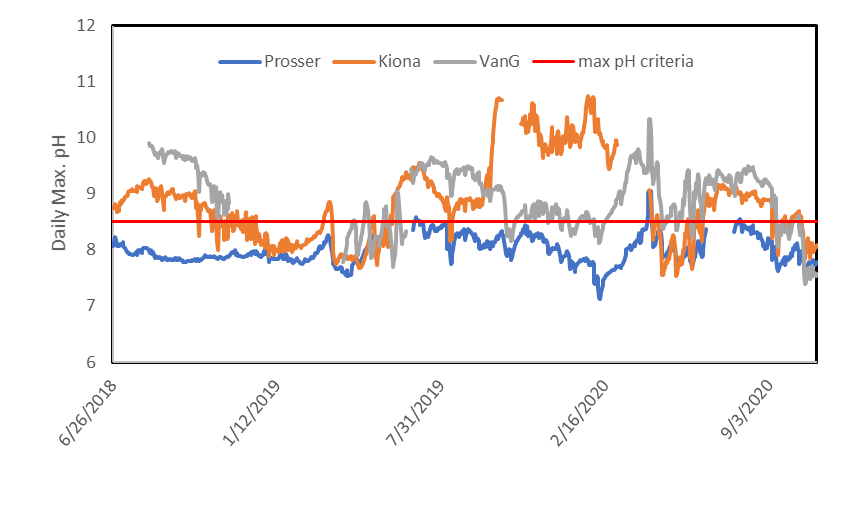 12
Prosser Kiona VanG max pH criteria
11
10
9
8
7
6
Daily Max. pH
6/26/2018 1/12/2019 7/31/2019 2/16/2020 9/3/2020